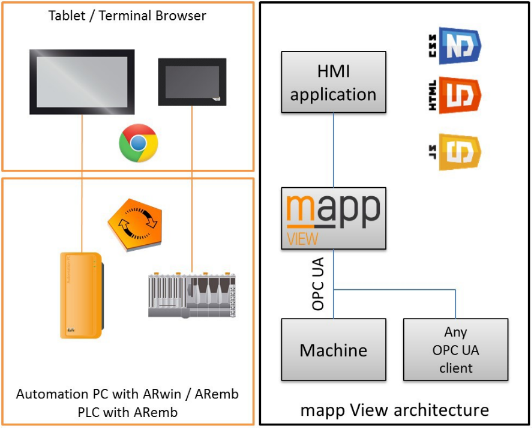 Tablet / Terminal Browser
Automation PC with ARwin / ARemb
PLC with ARemb
HMI
application
CSS
HTML
5
JS
mapp
VIEW
OPC UA
Machine
Any
OPC UA
client
mapp View architecture